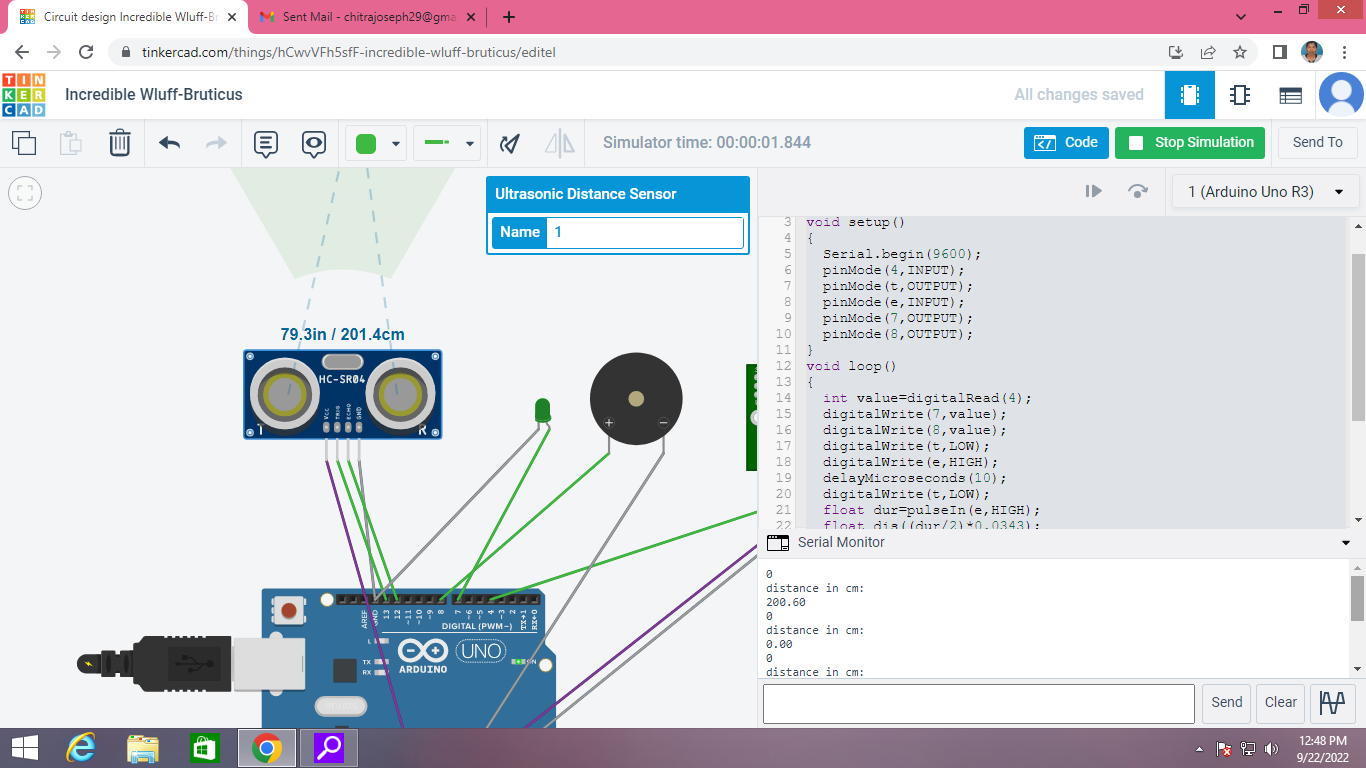 Circuit design Incredible Wluff-Br
Sent Mail - chitrajoseph29@gma
tinkercad.com/things/hCwvVFh5sfF-incredible-wluff-bruticus/editel
TIN
KER
CAD
Incredible Wluff-Bruticus
All changes saved
Simulator time: 00:00:01.844
Code
Stop Simulation
Send To
1 (Arduino Uno R3)
Ultrasonic Distance Sensor
Name 1
79.3in / 201.4cm
HC-SR04
VCC
TRIG
ECHO
GND
T
R
AREF
GND
13
12
~11
~10
~9
8
7
~6
~5
4
~3
2
TX→1
RX←0
DIGITAL (PWM~)
L
TX
RX
UNO
ON
ARDUINO
3 void setup()
4 {
5 Serial.begin(9600);
6 pinMode(4,INPUT);
7 pinMode(t,OUTPUT);
8 pinMode(e,INPUT);
9 pinMode(7,OUTPUT);
10 pinMode(8,OUTPUT);
11 }
12 void loop()
13 {
14 int value=digitalRead(4);
15 digitalWrite(7,value);
16 digitalWrite(8,value);
17 digitalWrite(t,LOW);
18 digitalWrite(e,HIGH);
19 delayMicroseconds(10);
20 digitalWrite(t,LOW);
21 float dur=pulseIn(e,HIGH);
22 float dis((dur/2)*0.0343);
Serial Monitor
0
distance in cm:
200.60
0
distance in cm:
0.00
0
distance in cm:
Send
Clear
12:48 PM
9/22/2022